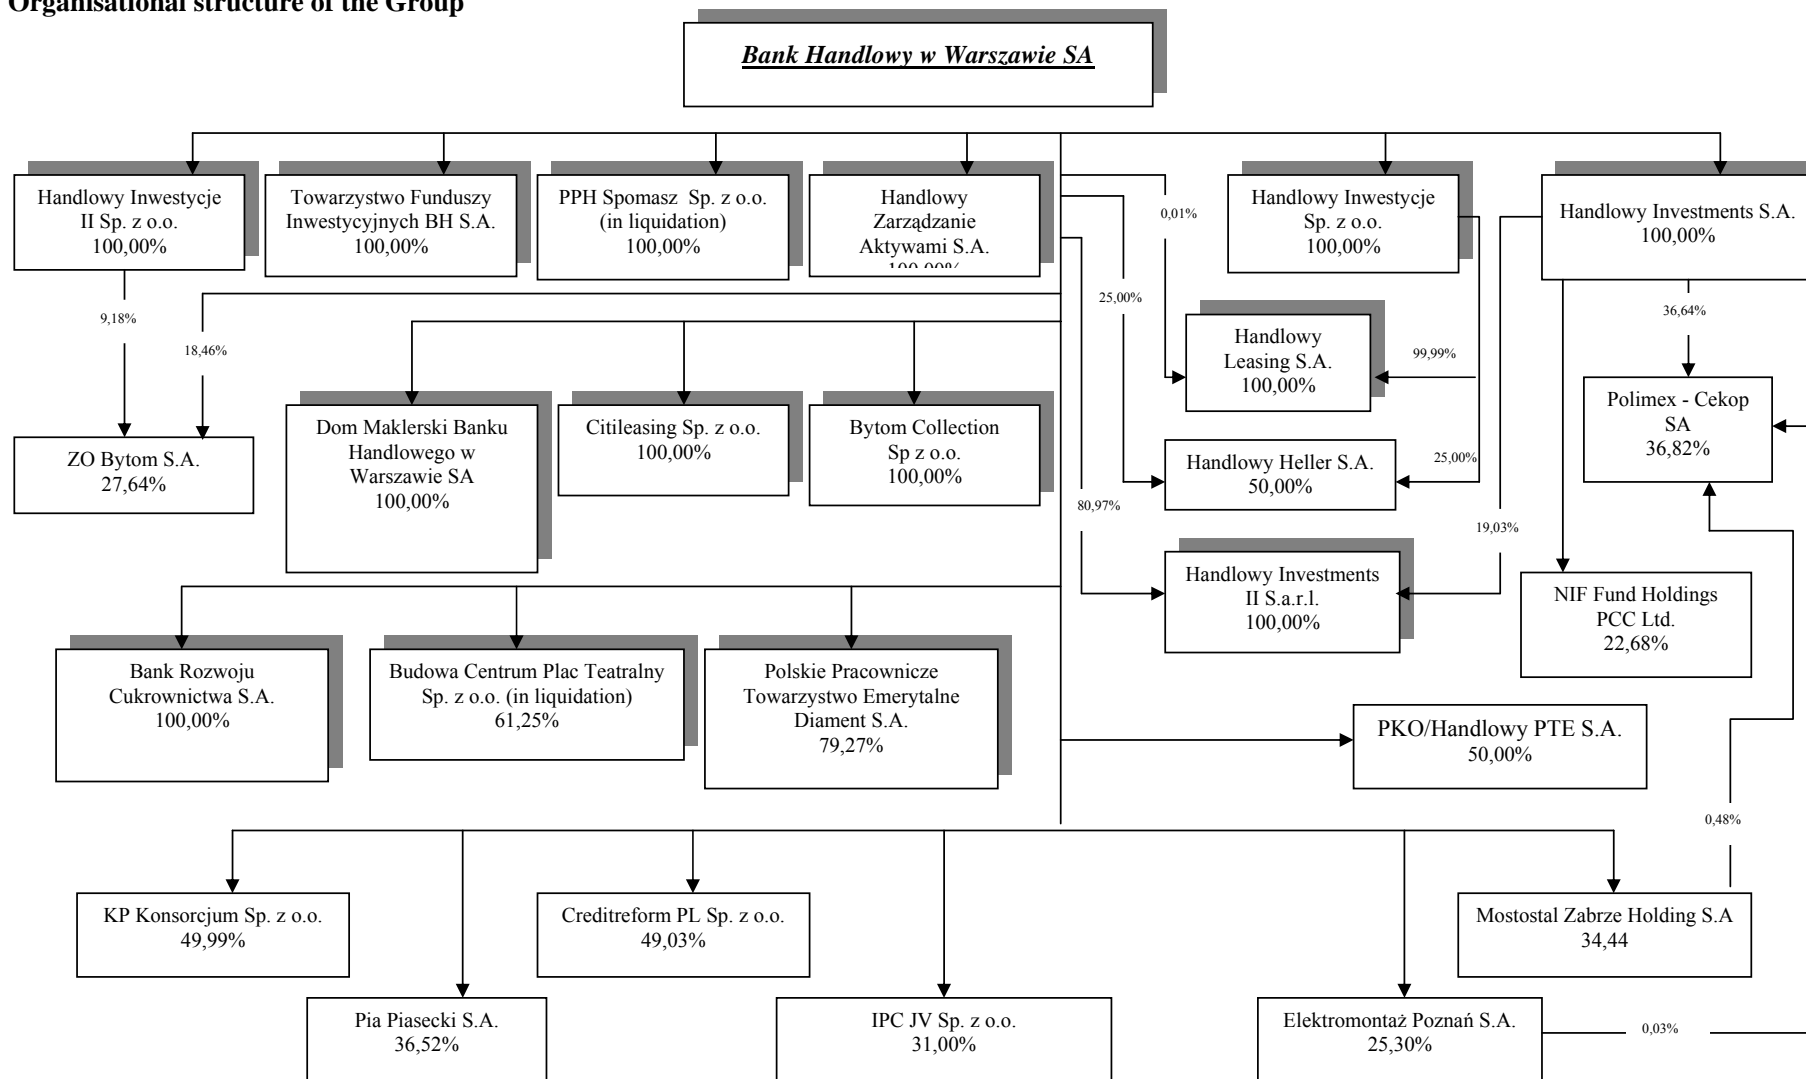 Organisational structure of the Group
Bank Handlowy w Warszawie SA
Handlowy Inwestycje
II Sp. z o.o.
100,00%
Towarzystwo Funduszy
Inwestycyjnych BH S.A.
100,00%
PPH Spomasz Sp. z o.o.
(in liquidation)
100,00%
Handlowy
Zarządzanie
Aktywami S.A.
100,00%
0,01%
Handlowy Inwestycje
Sp. z o.o.
100,00%
Handlowy Investments S.A.
100,00%
9,18%
18,46%
25,00%
36,64%
Handlowy
Leasing S.A.
100,00%
99,99%
Polimex - Cekop
SA
36,82%
ZO Bytom S.A.
27,64%
Dom Maklerski Banku
Handlowego w
Warszawie SA
100,00%
Citileasing Sp. z o.o.
100,00%
Bytom Collection
Sp z o.o.
100,00%
Handlowy Heller S.A.
50,00%
25,00%
80,97%
19,03%
Handlowy Investments
II S.a.r.l.
100,00%
NIF Fund Holdings
PCC Ltd.
22,68%
Bank Rozwoju
Cukrownictwa S.A.
100,00%
Budowa Centrum Plac Teatralny
Sp. z o.o. (in liquidation)
61,25%
Polskie Pracownicze
Towarzystwo Emerytalne
Diament S.A.
79,27%
PKO/Handlowy PTE S.A.
50,00%
0,48%
KP Konsorcjum Sp. z o.o.
49,99%
Creditreform PL Sp. z o.o.
49,03%
Mostostal Zabrze Holding S.A
34,44
Pia Piasecki S.A.
36,52%
IPC JV Sp. z o.o.
31,00%
Elektromontaż Poznań S.A.
25,30%
0,03%